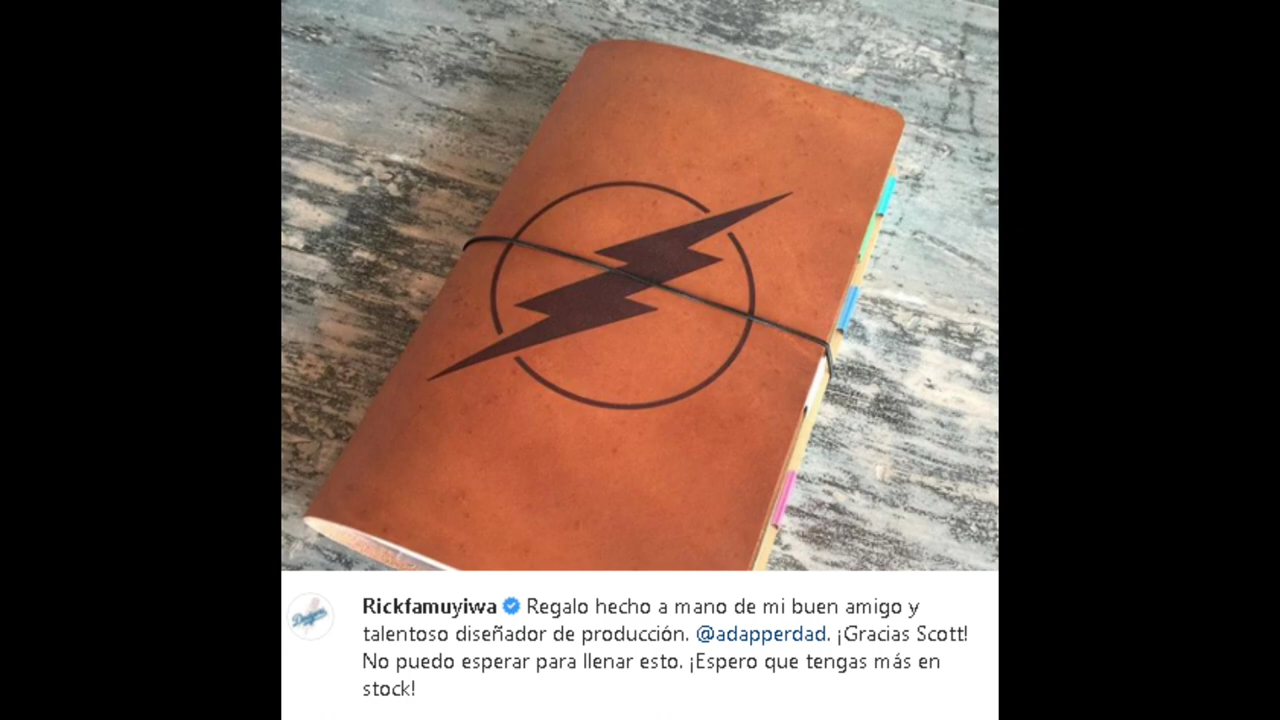 Rickfamuyiwa Regalo hecho a mano de mi buen amigo y
talentoso diseñador de producción. @adapperdad. ¡Gracias Scott!
No puedo esperar para llenar esto. ¡Espero que tengas más en
stock!